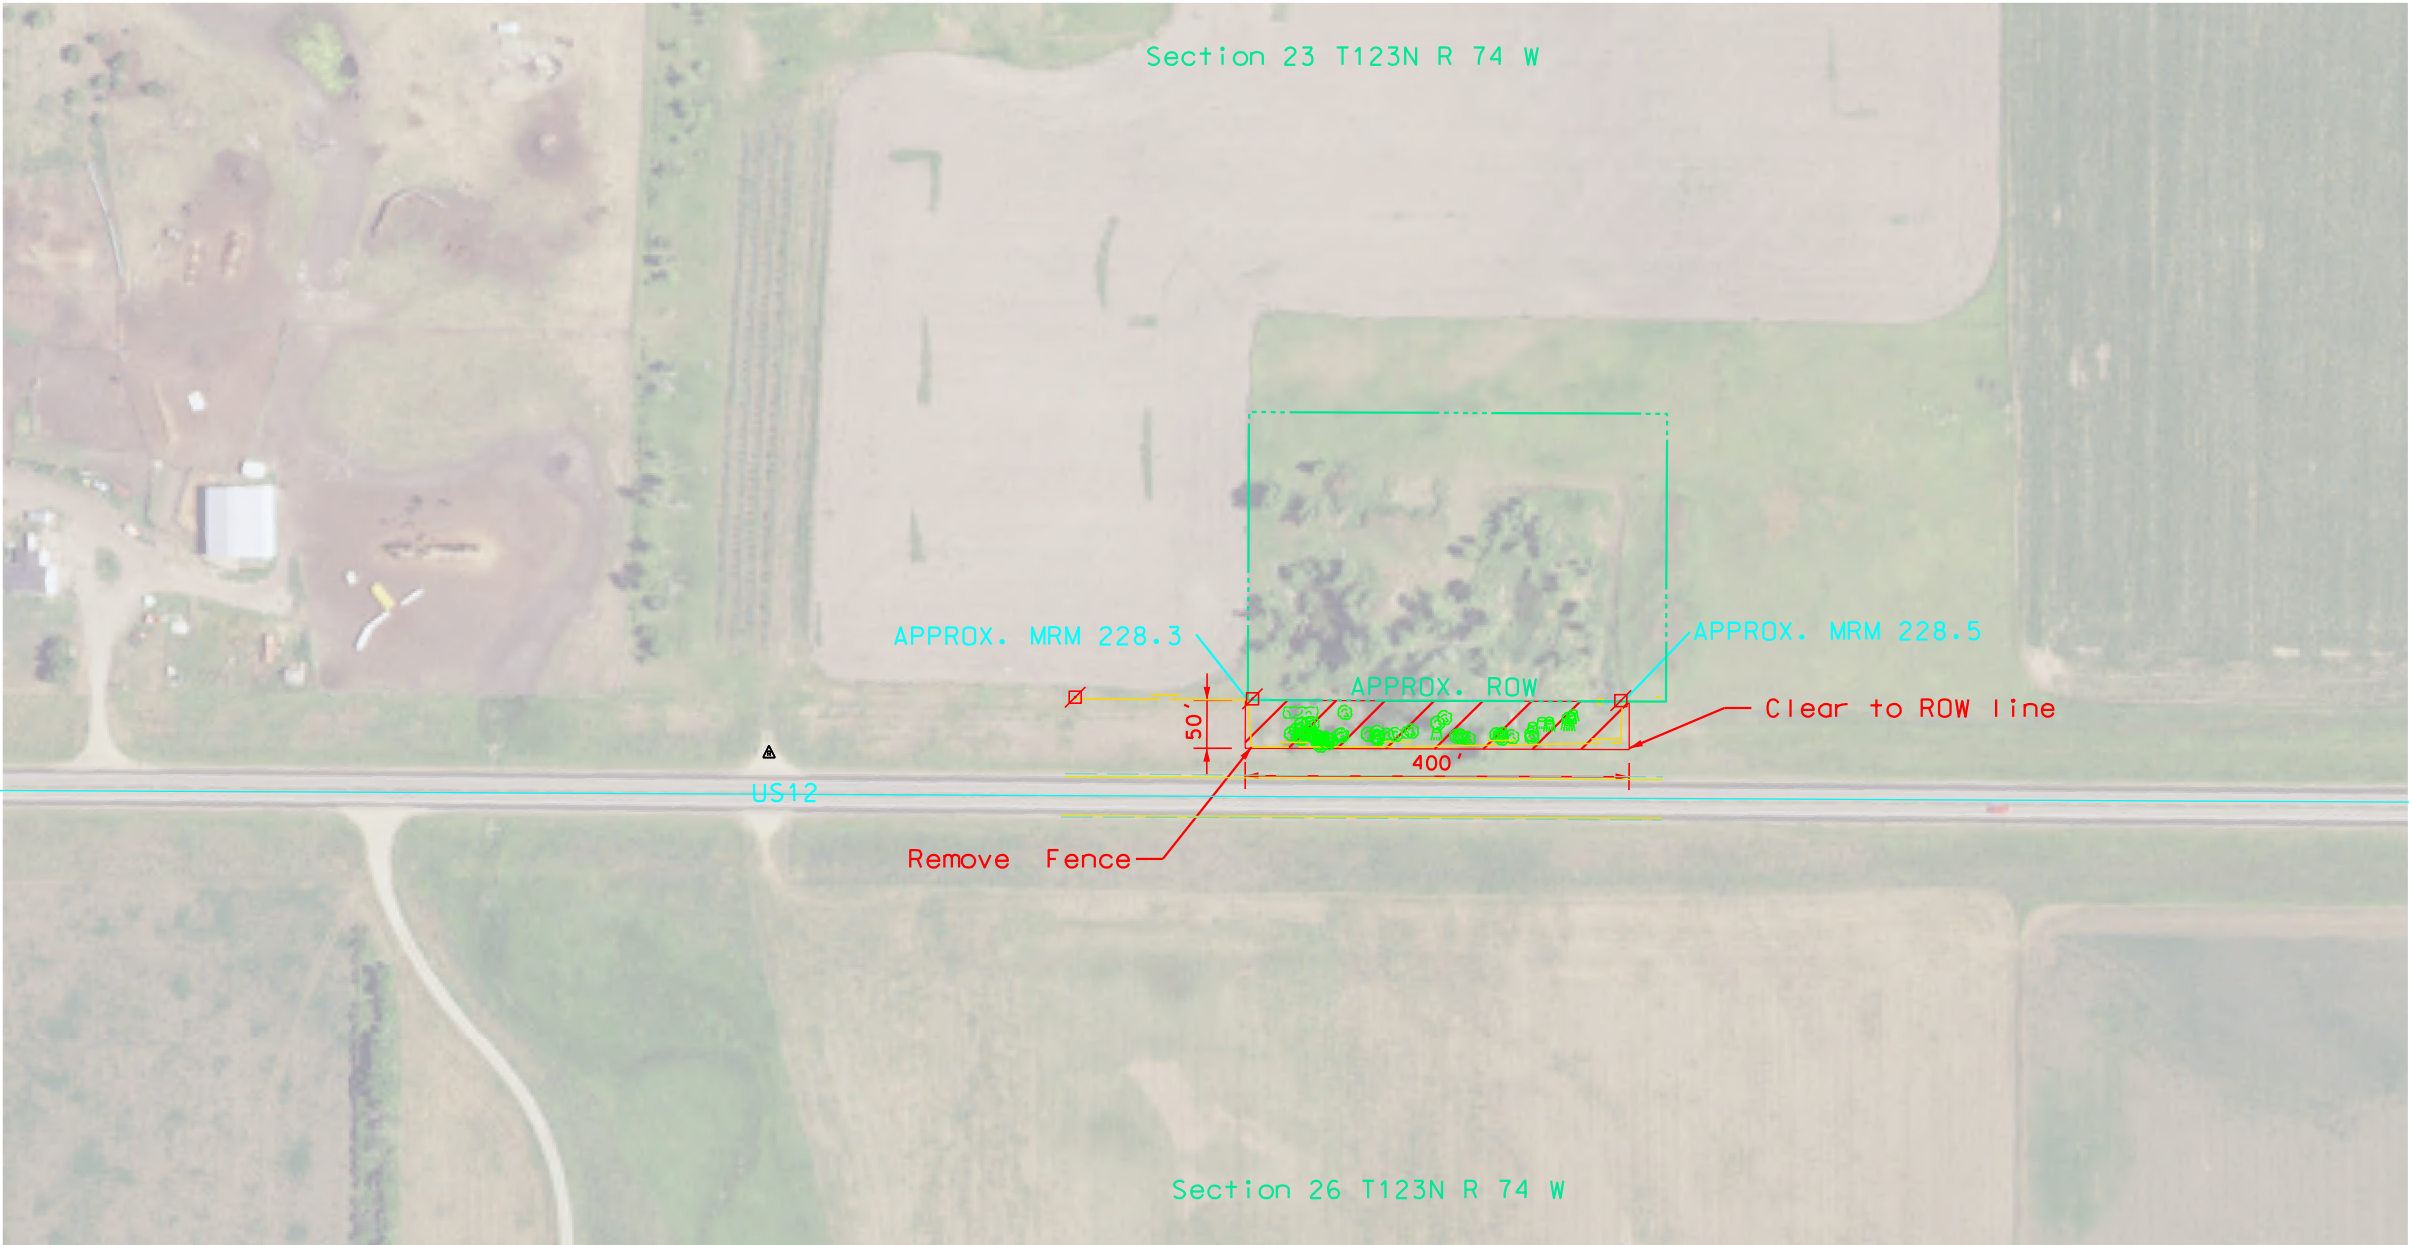 Section 23 T123N R 74 W
APPROX. MRM 228.3
APPROX. MRM 228.5
APPROX. ROW
Clear to ROW line
50'
400'
US12
Remove Fence
Section 26 T123N R 74 W